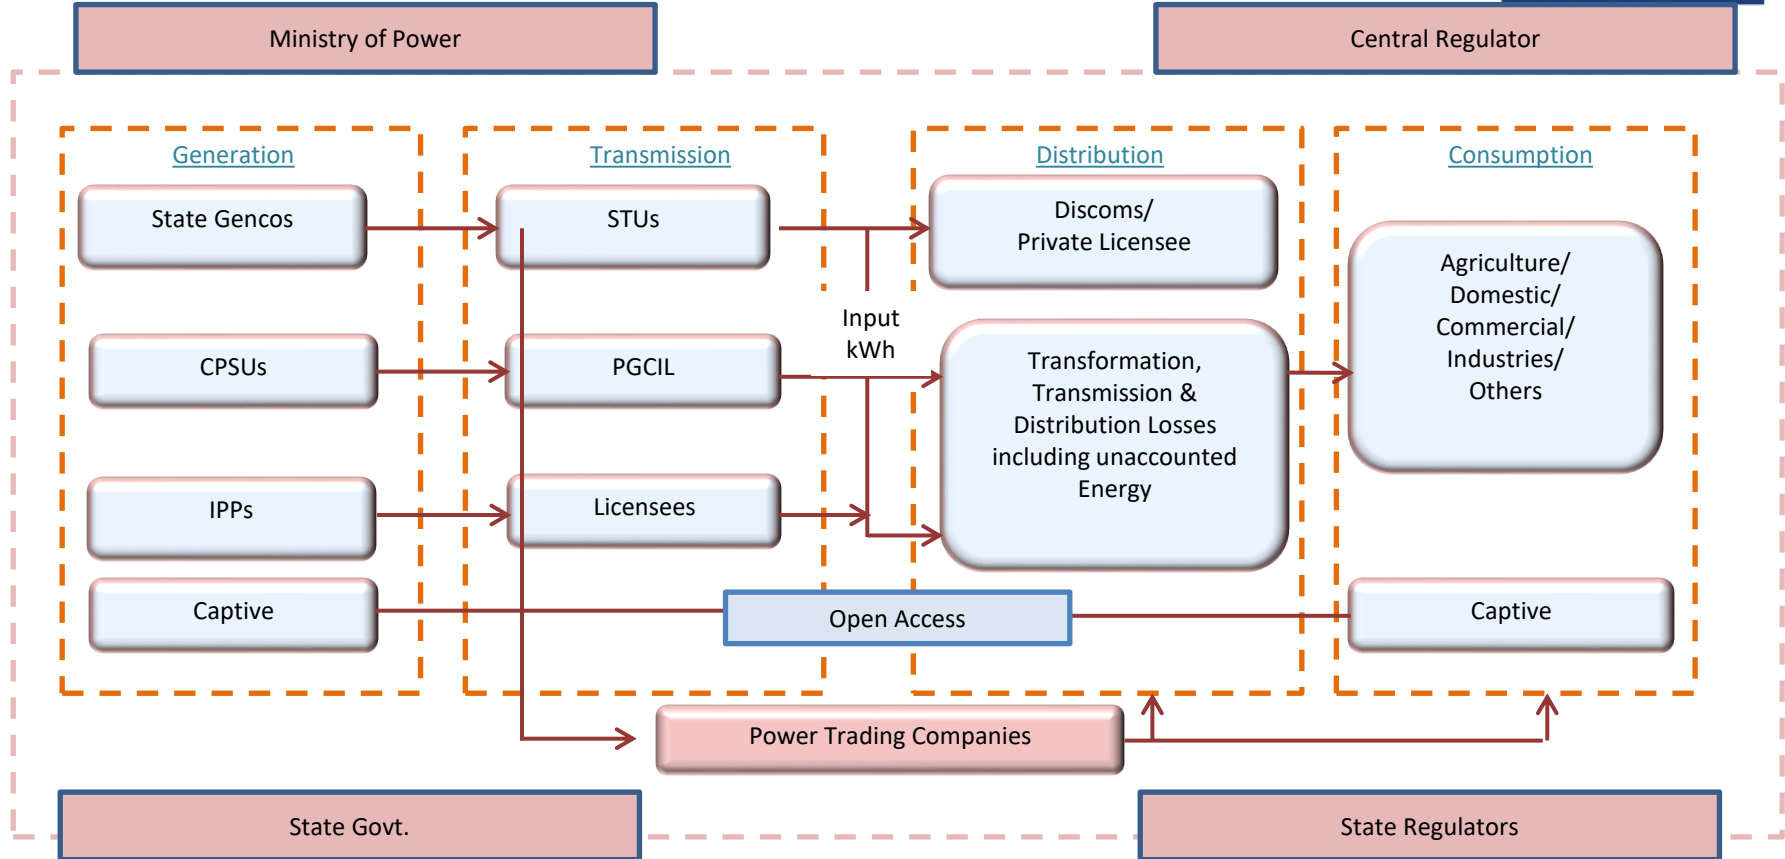 Ministry of Power
Central Regulator
Generation
Transmission
Distribution
Consumption
State Gencos
STUs
Discoms/
Private Licensee
Agriculture/
Domestic/
Commercial/
Industries/
Others
Input
kWh
CPSUs
PGCIL
Transformation,
Transmission &
Distribution Losses
including unaccounted
Energy
IPPs
Licensees
Captive
Open Access
Captive
Power Trading Companies
State Govt.
State Regulators